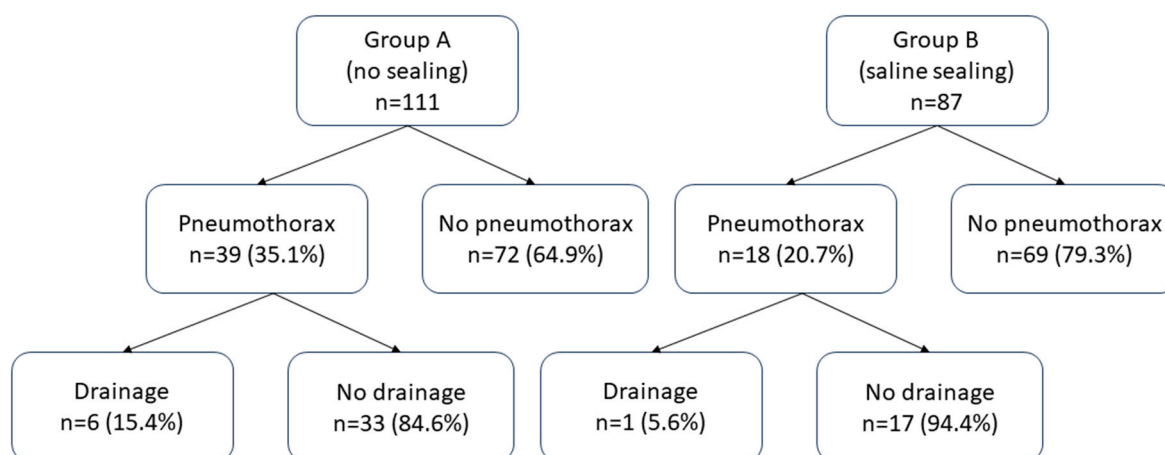 Group A
(no sealing)
n=111
Group B
(saline sealing)
n=87
Pneumothorax
n=39 (35.1%)
No pneumothorax
n=72 (64.9%)
Pneumothorax
n=18 (20.7%)
No pneumothorax
n=69 (79.3%)
Drainage
n=6 (15.4%)
No drainage
n=33 (84.6%)
Drainage
n=1 (5.6%)
No drainage
n=17 (94.4%)